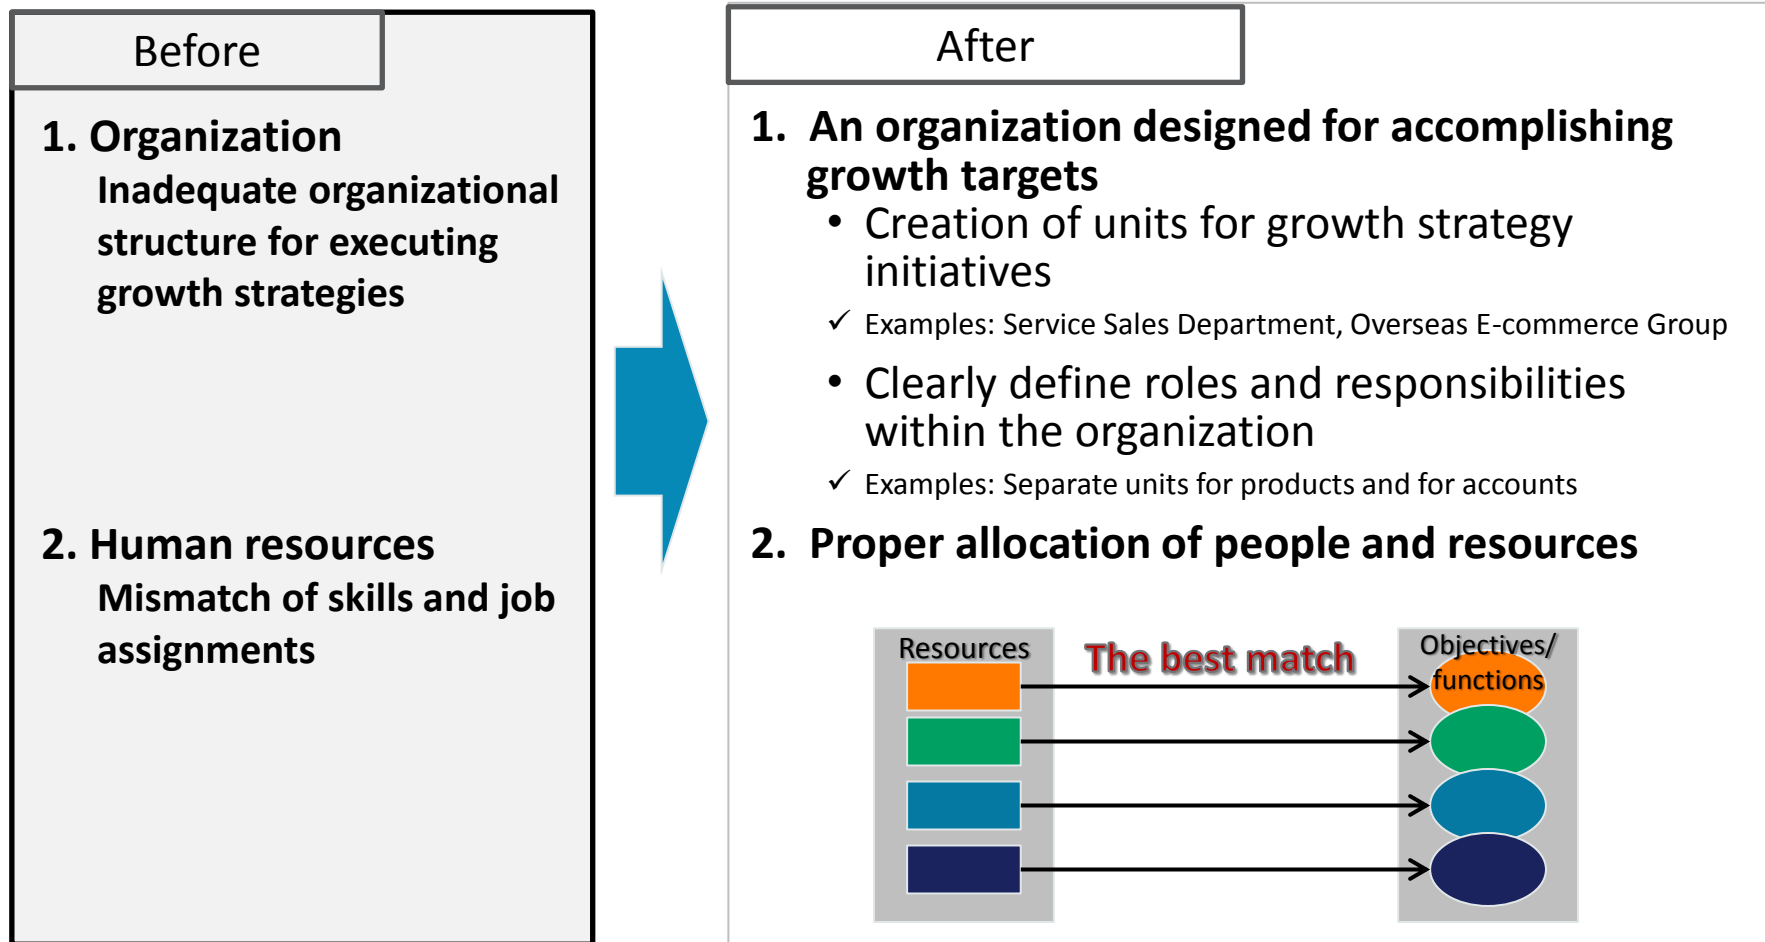 Before
1. Organization
Inadequate organizational
structure for executing
growth strategies
2. Human resources
Mismatch of skills and job
assignments
After
1. An organization designed for accomplishing
growth targets
• Creation of units for growth strategy
initiatives
✓ Examples: Service Sales Department, Overseas E-commerce Group
• Clearly define roles and responsibilities
within the organization
✓ Examples: Separate units for products and for accounts
2. Proper allocation of people and resources
Resources
The best match
Objectives/
functions